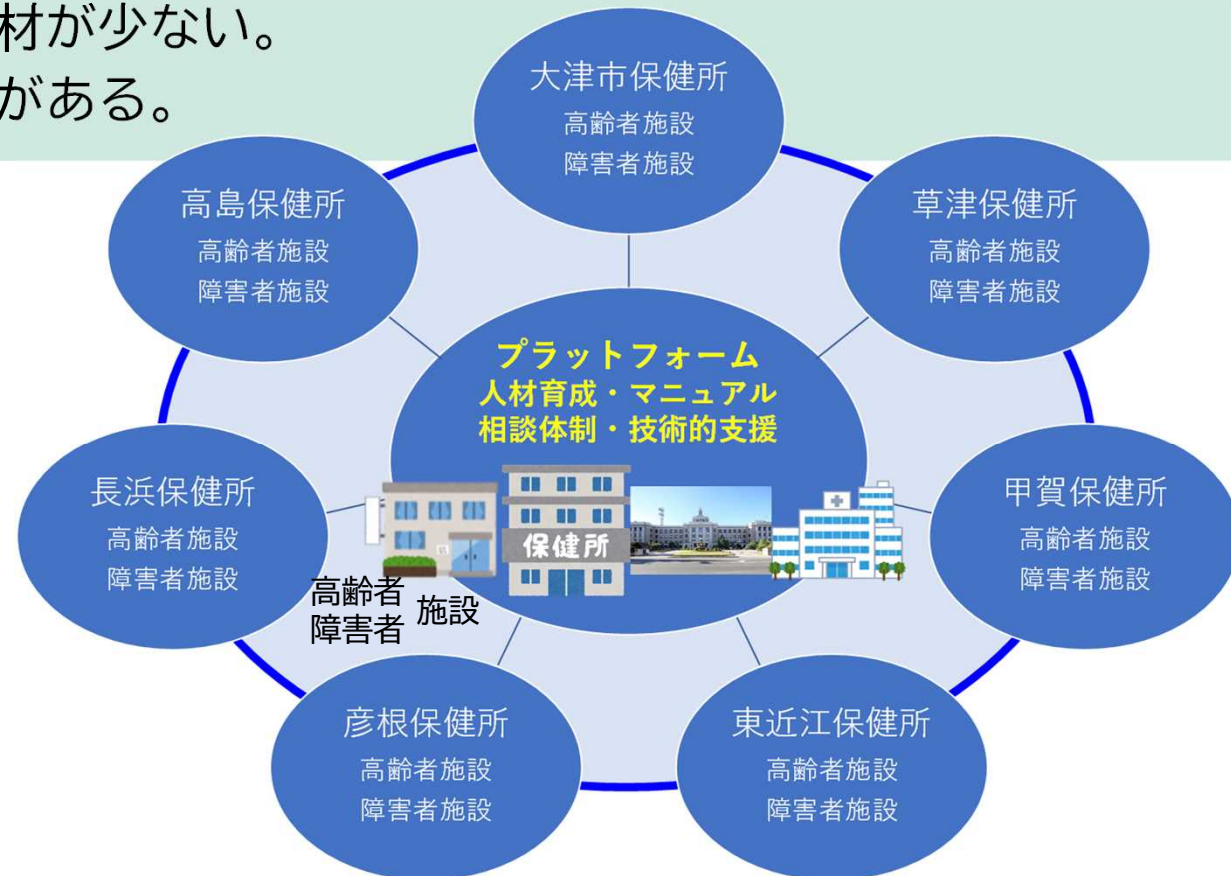 材が少ない。
がある。
大津市保健所
高齢者施設
障害者施設
高島保健所
高齢者施設
障害者施設
草津保健所
高齢者施設
障害者施設
プラットフォーム
人材育成・マニュアル
相談体制・技術的支援
保健所
長浜保健所
高齢者施設
障害者施設
甲賀保健所
高齢者施設
障害者施設
高齢者 施設
障害者
彦根保健所
高齢者施設
障害者施設
東近江保健所
高齢者施設
障害者施設